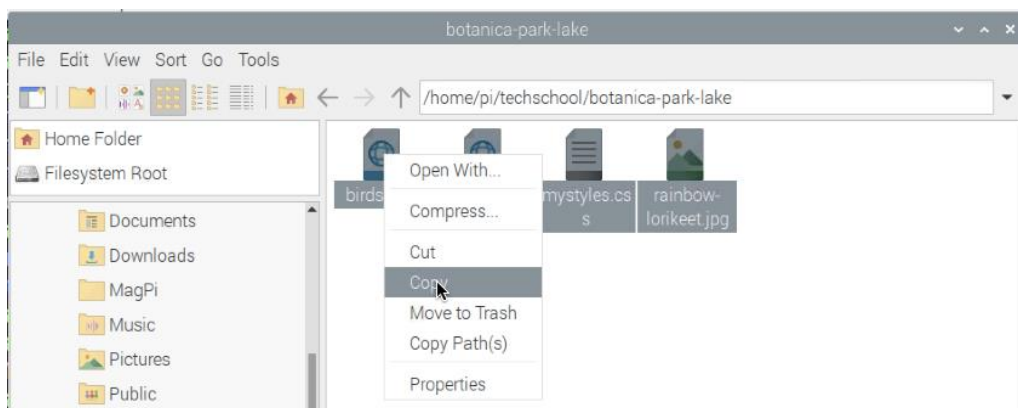 botanica-park-lake
File Edit View Sort Go Tools
/home/pi/techschool/botanica-park-lake
Home Folder
Filesystem Root
Documents
Downloads
MagPi
Music
Pictures
Public
birds
mystyles.cs
s
rainbow-
lorikeet.jpg
Open With...
Compress...
Cut
Copy
Move to Trash
Copy Path(s)
Properties